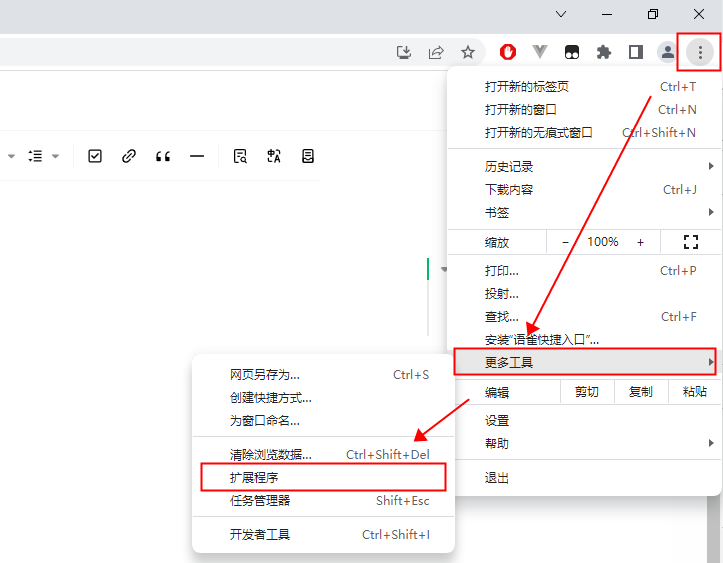 打开新的标签页 Ctrl+T
打开新的窗口 Ctrl+N
打开新的无痕式窗口 Ctrl+Shift+N
历史记录
下载内容 Ctrl+J
书签
缩放 − 100% +
打印... Ctrl+P
投射...
查找... Ctrl+F
安装“语雀快捷入口”...
更多工具
编辑 剪切 复制 粘贴
设置
帮助
退出
网页另存为... Ctrl+S
创建快捷方式...
为窗口命名...
清除浏览数据... Ctrl+Shift+Del
扩展程序
任务管理器 Shift+Esc
开发者工具 Ctrl+Shift+I